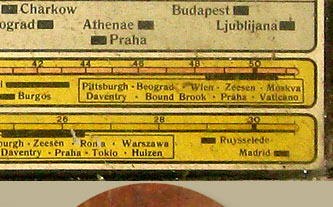 Charkow Budapest
ograd Athenae Ljubljana
Praha
42 44 46 48 50
Pittsburgh - Beograd - Wien - Zeesen - Moskva
Burgos Daventry - Bound Brook - Praha - Vaticano
26 28 30
burgh - Zeesen Roma - Warszawa Ruysselede
Daventry - Praha - Tokio - Huizen Madrid